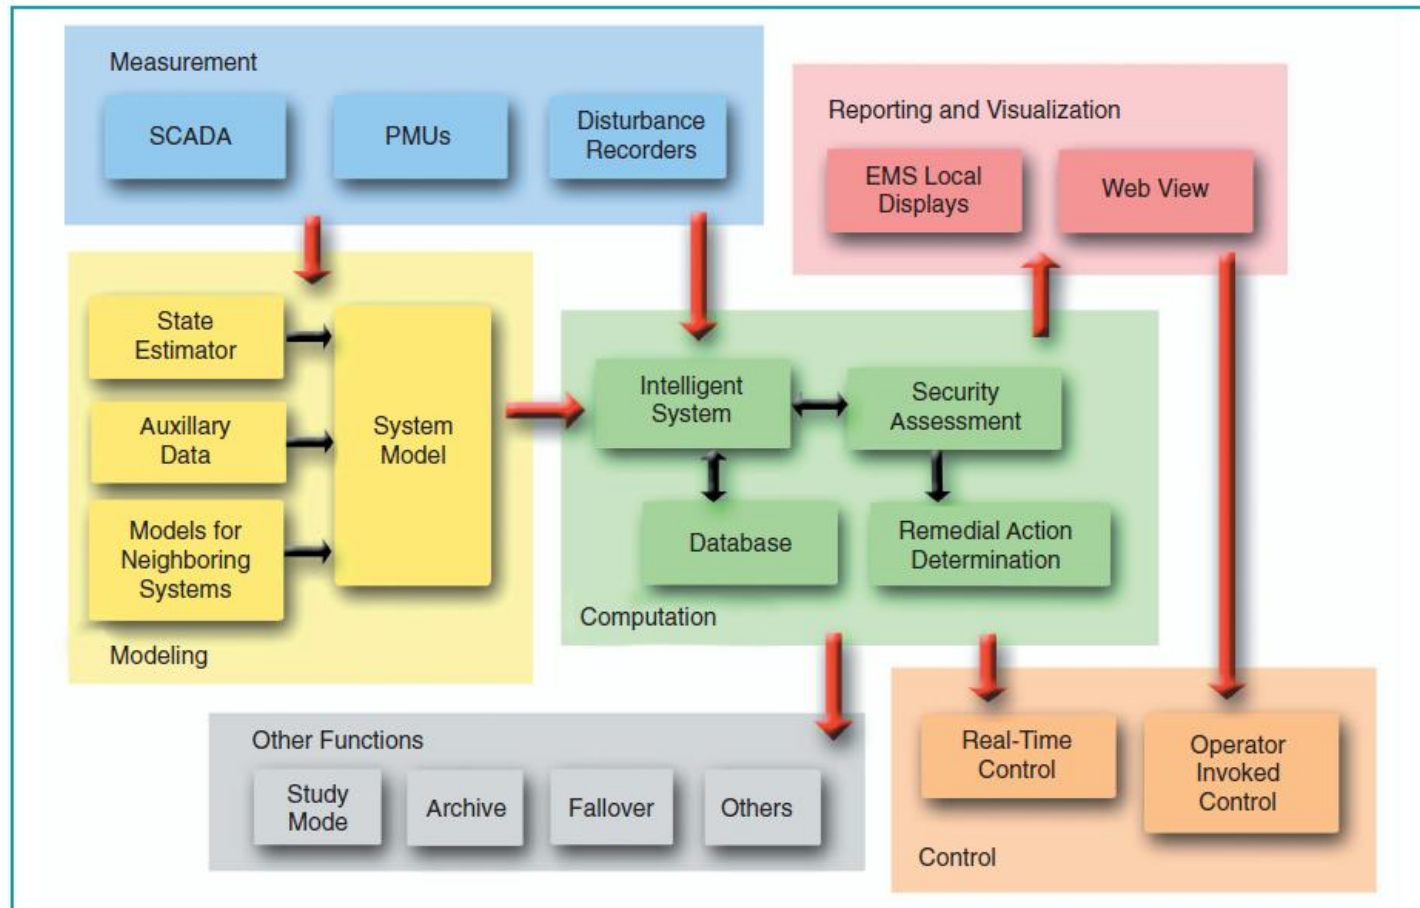 Measurement
SCADA
PMUs
Disturbance
Recorders
Reporting and Visualization
EMS Local
Displays
Web View
State
Estimator
Auxillary
Data
Models for
Neighboring
Systems
System
Model
Modeling
Intelligent
System
Security
Assessment
Database
Remedial Action
Determination
Computation
Other Functions
Study
Mode
Archive
Fallover
Others
Real-Time
Control
Operator
Invoked
Control
Control